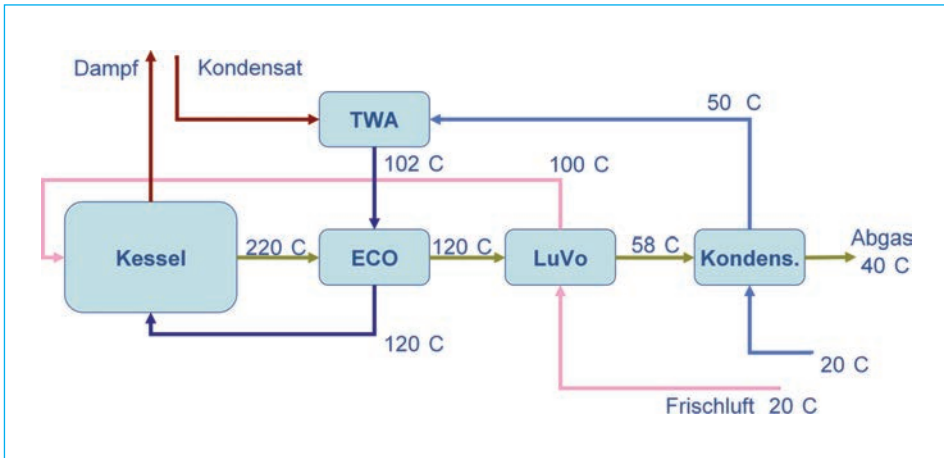 Dampf
Kondensat
50 C
TWA
102 C
100 C
Kessel
220 C
ECO
120 C
LuVo
58 C
Kondens.
Abgas
40 C
120 C
20 C
Frischluft 20 C